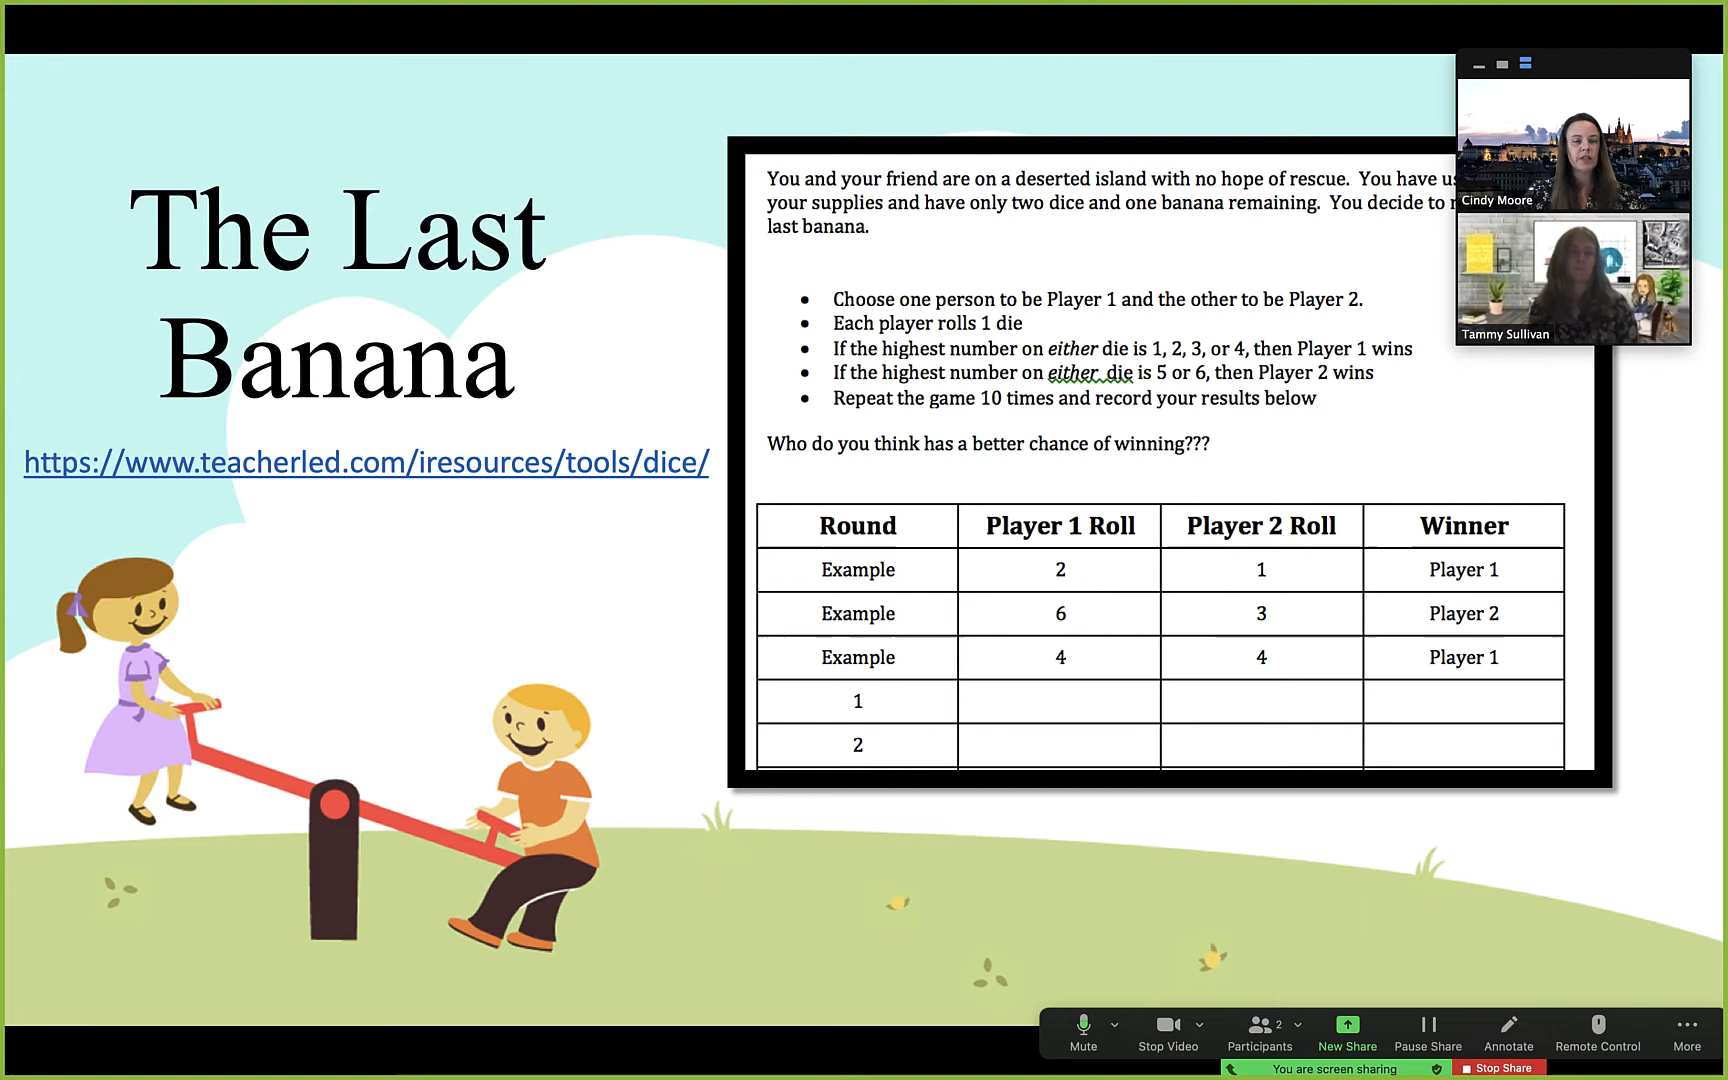 The Last
Banana
https://www.teacherled.com/iresources/tools/dice/
You and your friend are on a deserted island with no hope of rescue. You have
your supplies and have only two dice and one banana remaining. You decide to
last banana.
• Choose one person to be Player 1 and the other to be Player 2.
• Each player rolls 1 die
• If the highest number on either die is 1, 2, 3, or 4, then Player 1 wins
• If the highest number on either die is 5 or 6, then Player 2 wins
• Repeat the game 10 times and record your results below
Who do you think has a better chance of winning???
Round Player 1 Roll Player 2 Roll Winner
Example 2 1 Player 1
Example 6 3 Player 2
Example 4 4 Player 1
1
2
Cindy Moore
Tammy Sullivan
Mute Stop Video Participants 2 New Share Pause Share Annotate Remote Control More
You are screen sharing Stop Share